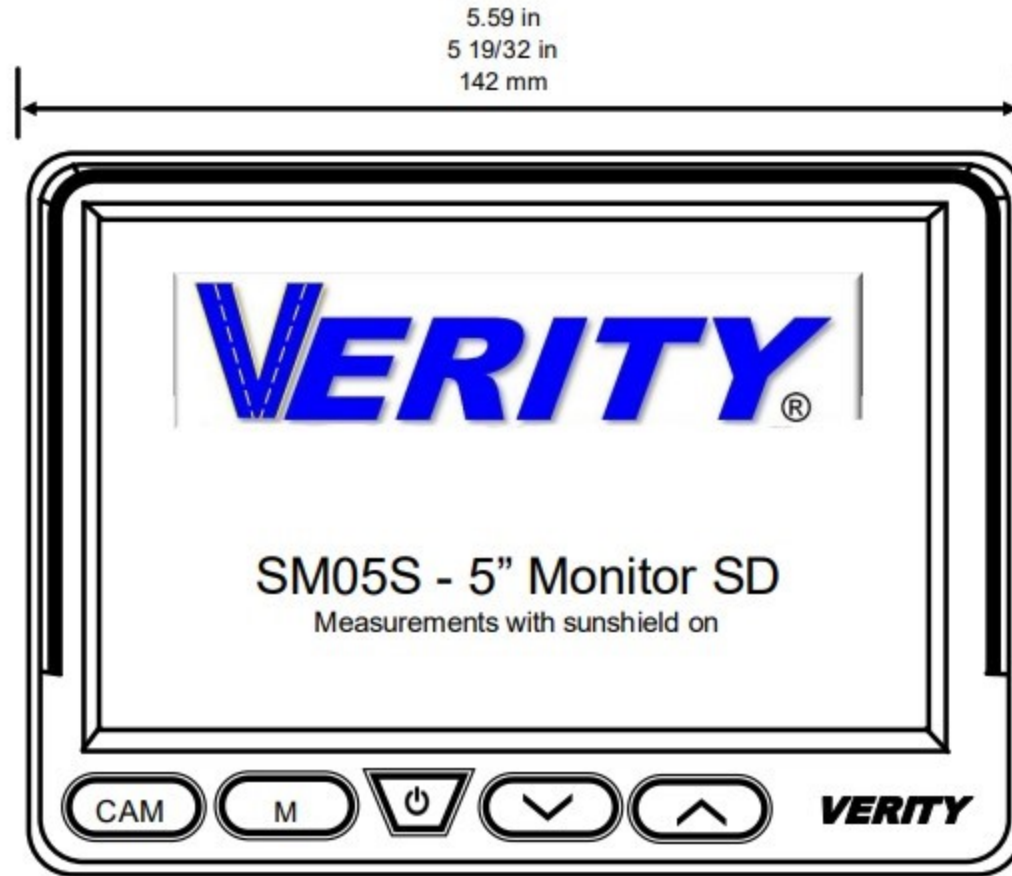 5.59 in
5 19/32 in
142 mm
VERITY®
SM05S - 5” Monitor SD
Measurements with sunshield on
CAM M VERITY